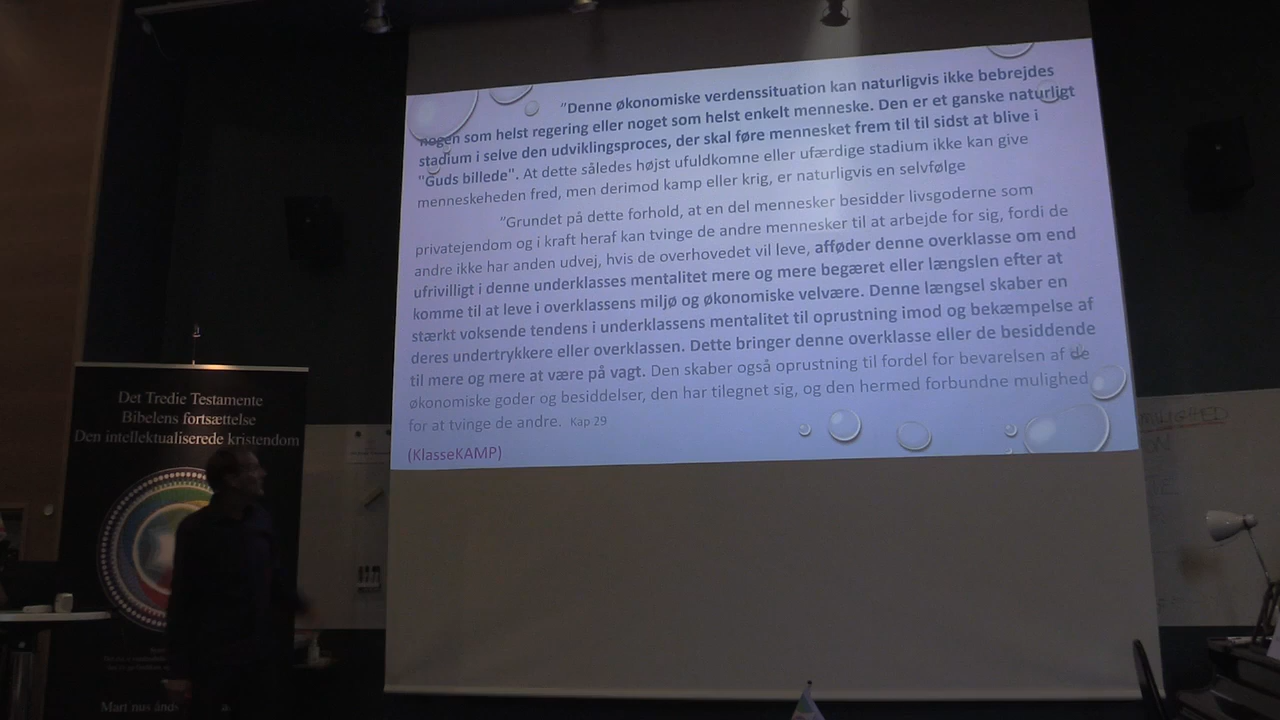 "Denne økonomiske verdenssituation kan naturligvis ikke bebrejdes
nogen som helst regering eller noget som helst enkelt menneske. Den er et ganske naturligt
stadium i selve den udviklingsproces, der skal føre mennesket frem til til sidst at blive i
"Guds billede". At dette således højst ufuldkomne eller ufærdige stadium ikke kan give
menneskeheden fred, men derimod kamp eller krig, er naturligvis en selvfølge
"Grundet på dette forhold, at en del mennesker besidder livsgoderne som
privatejendom og i kraft heraf kan tvinge de andre mennesker til at arbejde for sig, fordi de
andre ikke har anden udvej, hvis de overhovedet vil leve, afføder denne overklasse om end
ufrivilligt i denne underklasses mentalitet mere og mere begæret eller længslen efter at
komme til at leve i overklassens miljø og økonomiske velvære. Denne længsel skaber en
stærkt voksende tendens i underklassens mentalitet til oprustning imod og bekæmpelse af
deres undertrykkere eller overklassen. Dette bringer denne overklasse eller de besiddende
til mere og mere at være på vagt. Den skaber også oprustning til fordel for bevarelsen af de
økonomiske goder og besiddelser, den har tilegnet sig, og den hermed forbundne mulighed
for at tvinge de andre. Kap 29
(KlasseKAMP)
Det Tredie Testamente
Bibelens fortsættelse
Den intellektualiserede kristendom
Mart nus ånds